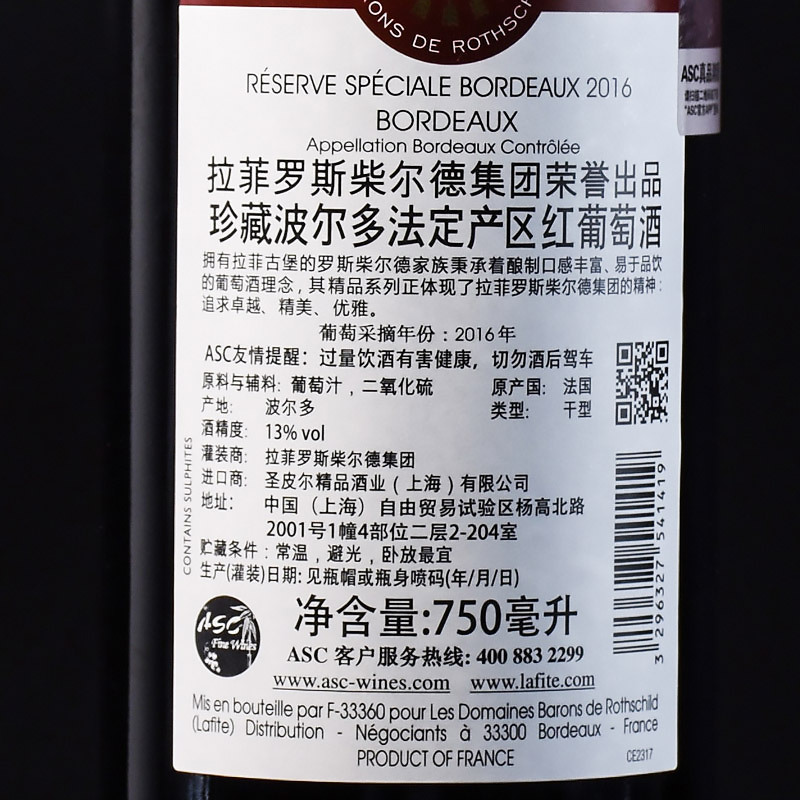 ONS DE ROTHSCH
RÉSERVE SPÉCIALE BORDEAUX 2016
BORDEAUX
Appellation Bordeaux Contrôlée
拉菲罗斯柴尔德集团荣誉出品
珍藏波尔多法定产区红葡萄酒
拥有拉菲古堡的罗斯柴尔德家族秉承着酿制口感丰富、易于品饮
的葡萄酒理念，其精品系列正体现了拉菲罗斯柴尔德集团的精神：
追求卓越、精美、优雅。
葡萄采摘年份：2016年
ASC友情提醒：过量饮酒有害健康，切勿酒后驾车
原料与辅料：葡萄汁，二氧化硫 原产国：法国
产地： 波尔多 类型： 干型
酒精度： 13% vol
灌装商： 拉菲罗斯柴尔德集团
进口商： 圣皮尔精品酒业（上海）有限公司
地址： 中国（上海）自由贸易试验区杨高北路
2001号1幢4部位二层2-204室
贮藏条件：常温，避光，卧放最宜
生产(灌装)日期：见瓶帽或瓶身喷码(年/月/日)
CONTAINS SULPHITES
净含量:750毫升
ASC 客户服务热线: 400 883 2299
www.asc-wines.com www.lafite.com
ASC
Fine Wines
3 296327 541419
Mis en bouteille par F-33360 pour Les Domaines Barons de Rothschild
(Lafite) Distribution - Négociants à 33300 Bordeaux - France
PRODUCT OF FRANCE
CE2317
ASC真品